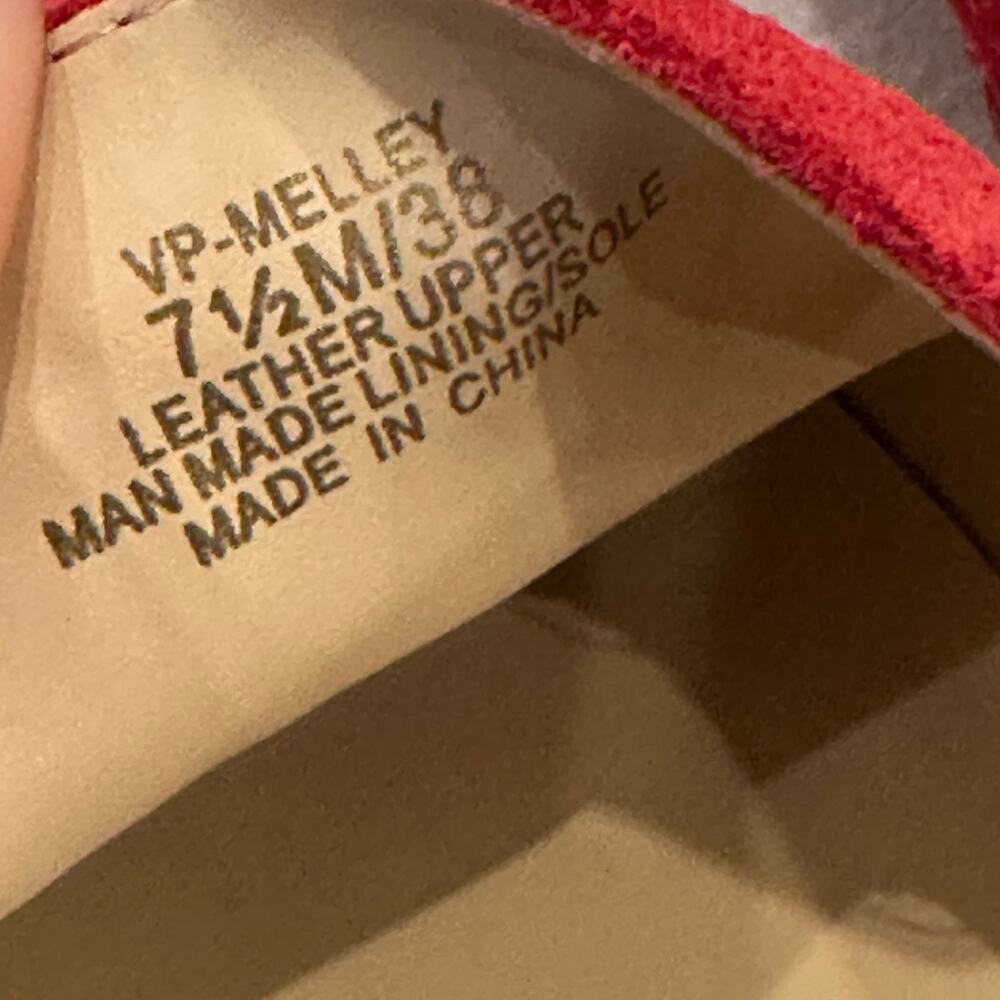 VP-MELLEY
7½M/38
LEATHER UPPER
MAN MADE LINING/SOLE
MADE IN CHINA